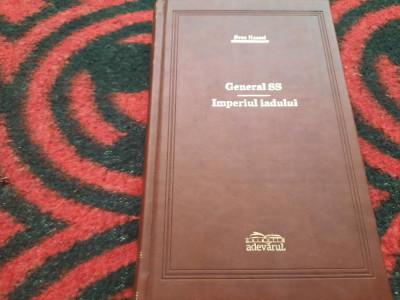 Sven Hassel
General SS
Imperiul iadului
adevărul